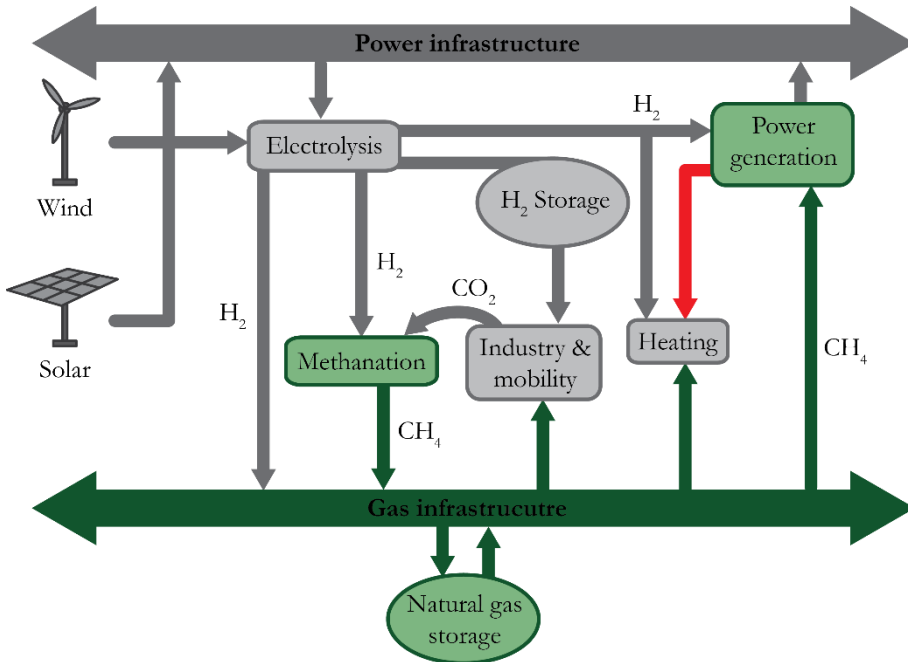 Power infrastructure
H₂
Electrolysis
Power
generation
Wind
H₂ Storage
H₂
CO₂
H₂
Solar
Methanation
Industry &
mobility
Heating
CH₄
CH₄
Gas infrastrucutre
Natural gas
storage